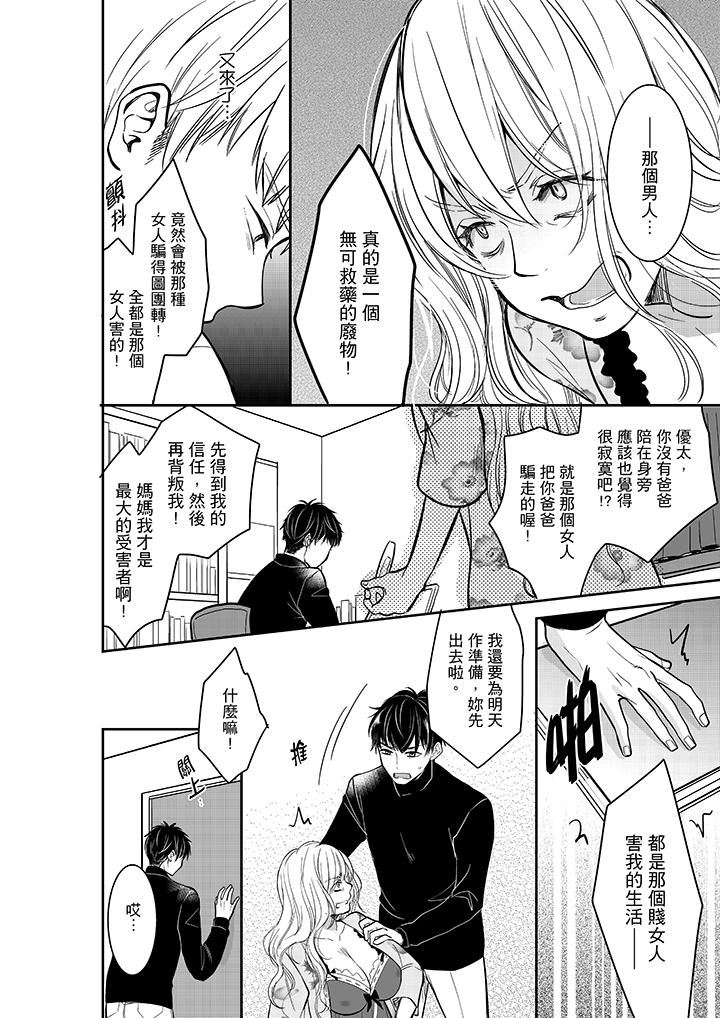 ——那個男人…
真的是一個
無可救藥的廢物！
又來了…
顫抖
竟然會被那種
女人騙得圖團轉！
全都是那個
女人害的！
優太，
你沒有爸爸
陪在身旁
應該也覺得
很寂寞吧！？
就是那個女人
把你爸爸
騙走的喔！
先得到我的
信任，然後
再背叛我！
媽媽我才是
最大的受害者啊！
啪
都是那個賤女人
害我的生活——
我還要為明天
作準備，妳先
出去啦。
推
什麼嘛！
關上…
哎…